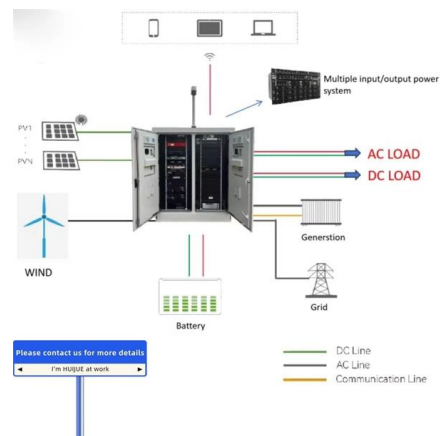 Multiple input/output power
system
PV1
PVN
AC LOAD
DC LOAD
Generstion
WIND
Grid
Battery
Please contact us for more details
I'm HUIJUE at work
DC Line
AC Line
Communication Line